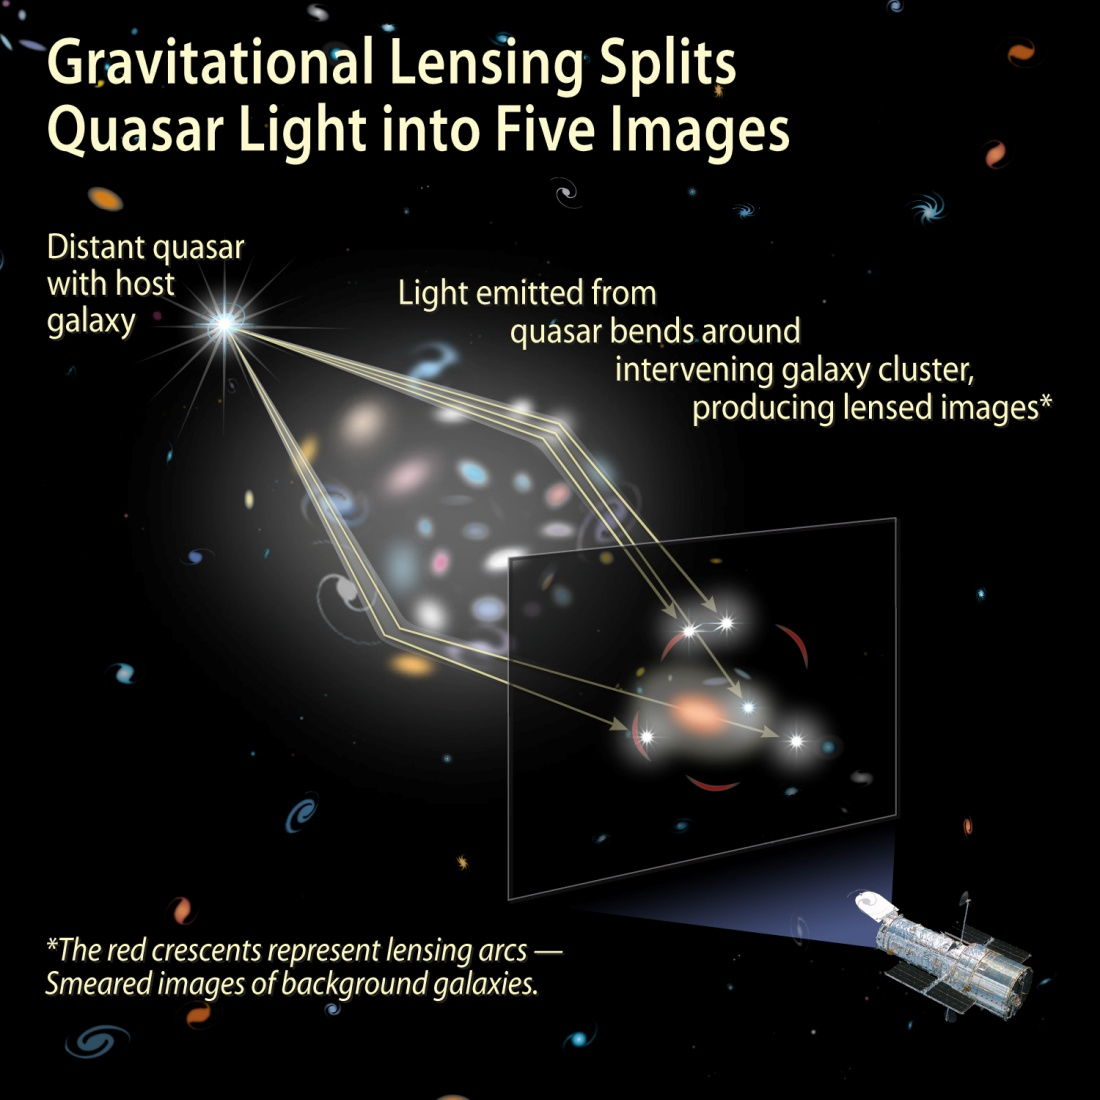 Gravitational Lensing Splits
Quasar Light into Five Images
Distant quasar
with host
galaxy
Light emitted from
quasar bends around
intervening galaxy cluster,
producing lensed images*
*The red crescents represent lensing arcs —
Smeared images of background galaxies.